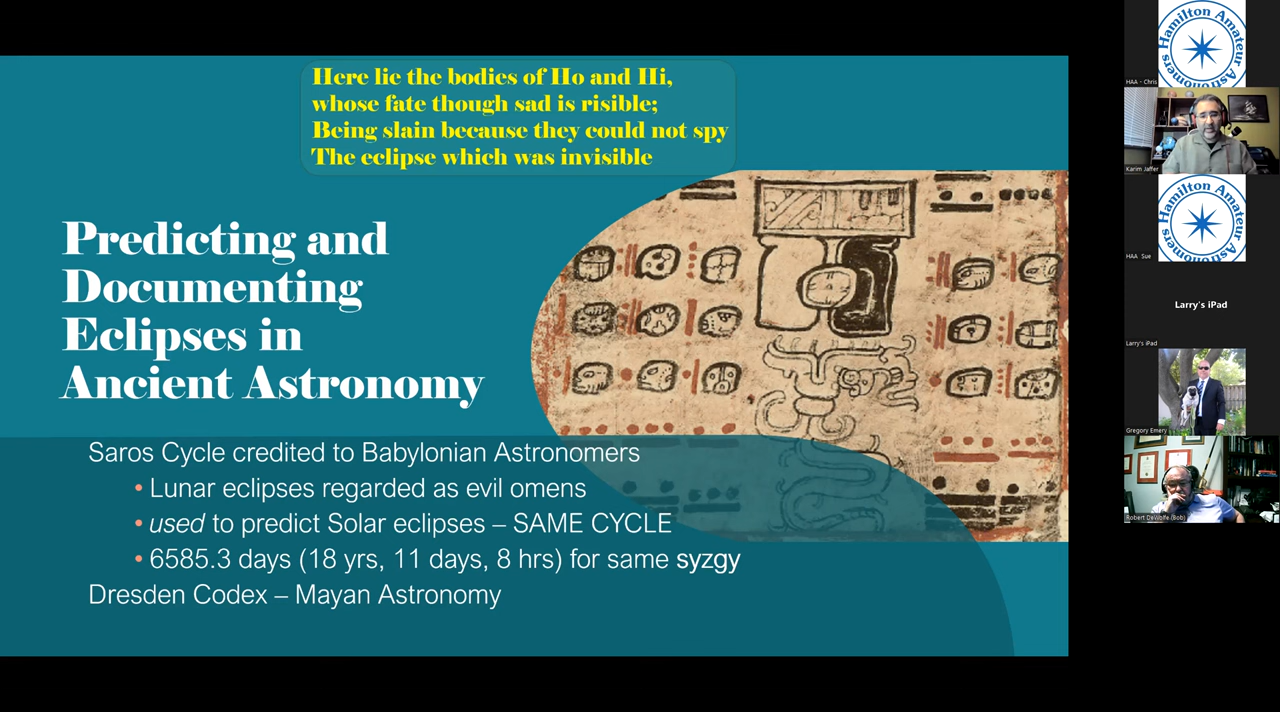 Here lie the bodies of Ho and Hi,
whose fate though sad is risible;
Being slain because they could not spy
The eclipse which was invisible
Predicting and
Documenting
Eclipses in
Ancient Astronomy
Saros Cycle credited to Babylonian Astronomers
• Lunar eclipses regarded as evil omens
• used to predict Solar eclipses – SAME CYCLE
• 6585.3 days (18 yrs, 11 days, 8 hrs) for same syzgy
Dresden Codex – Mayan Astronomy
Hamilton Amateur Astronomers
HAA - Chris
Karim Jaffer
Hamilton Amateur Astronomers
HAA Sue
Larry's iPad
Larry's iPad
Gregory Emery
Robert DeWolfe (Bob)